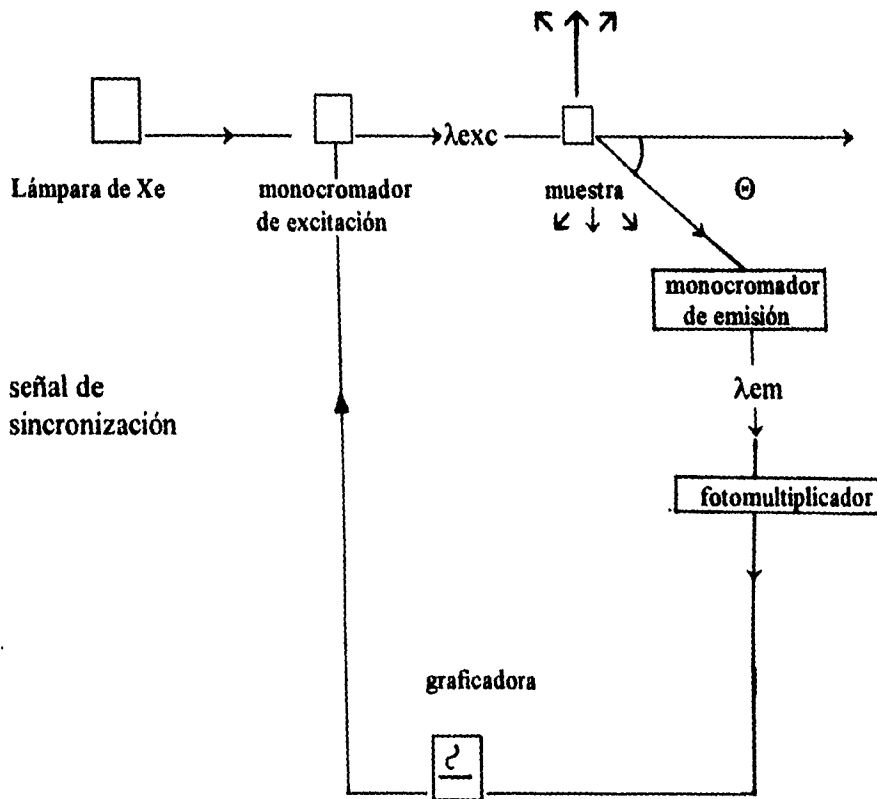 λexc
Lámpara de Xe
monocromador
de excitación
muestra
Θ
monocromador
de emisión
λem
señal de
sincronización
fotomultiplicador
graficadora